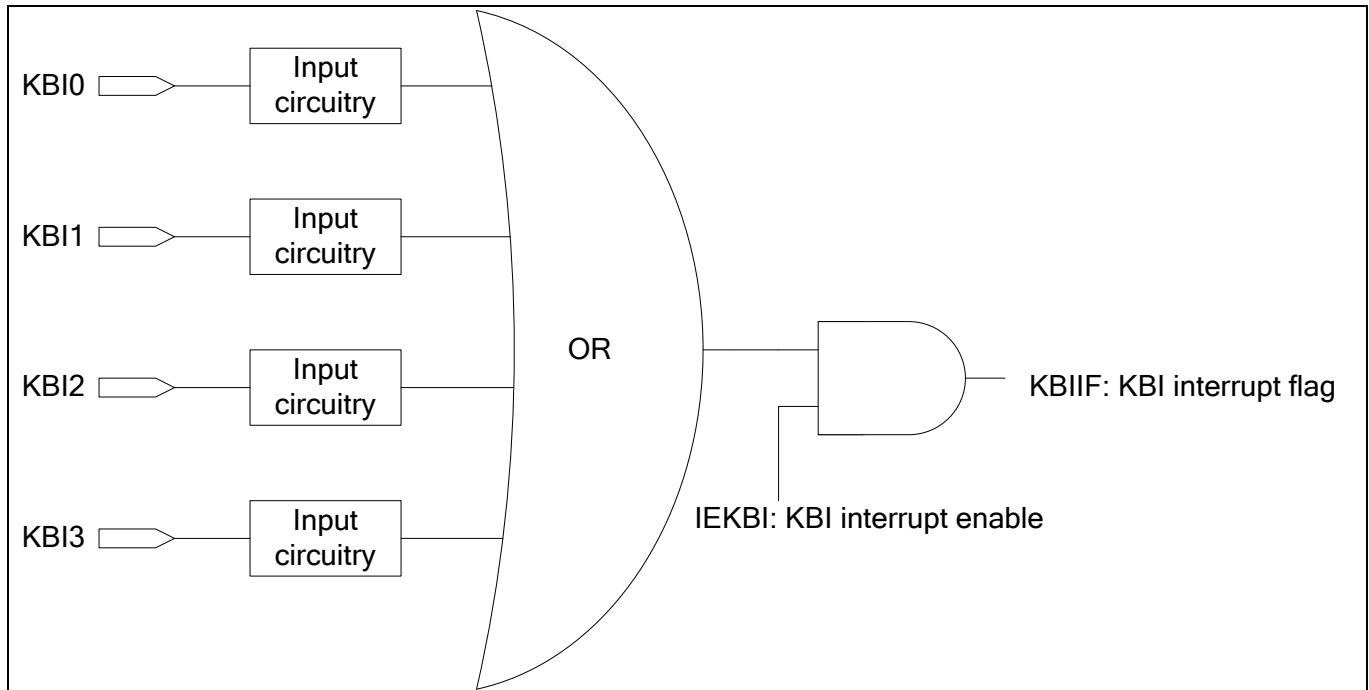 KBI0
Input
circuitry
KBI1
Input
circuitry
KBI2
Input
circuitry
KBI3
Input
circuitry
OR
KBIIF: KBI interrupt flag
IEKBI: KBI interrupt enable